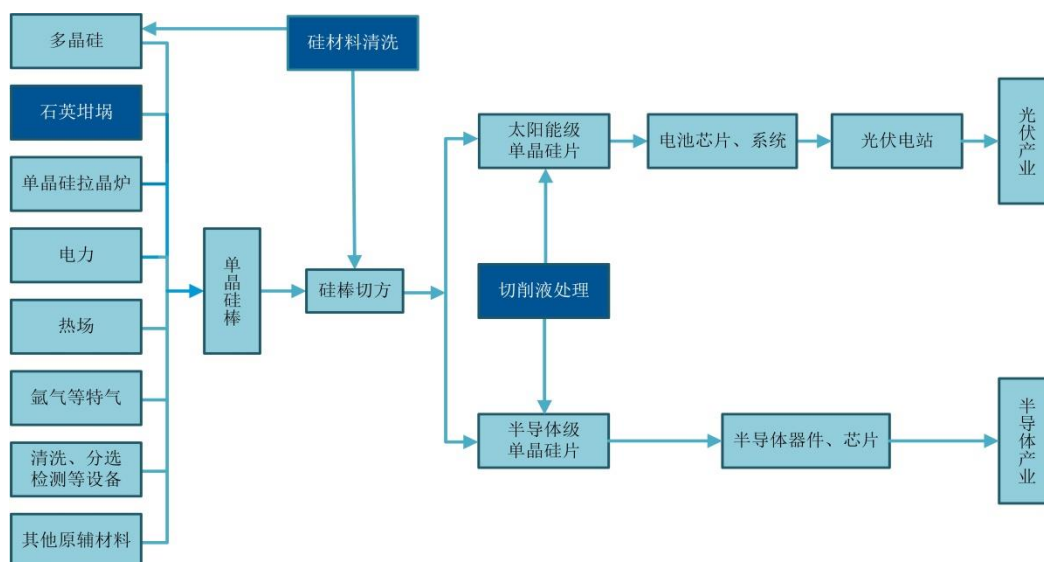 多晶硅
硅材料清洗
石英坩埚
单晶硅拉晶炉
电力
热场
氩气等特气
清洗、分选
检测等设备
其他原辅材料
单晶硅棒
硅棒切方
太阳能级
单晶硅片
电池芯片、系统
光伏电站
光伏产业
切削液处理
半导体级
单晶硅片
半导体器件、芯片
半导体产业